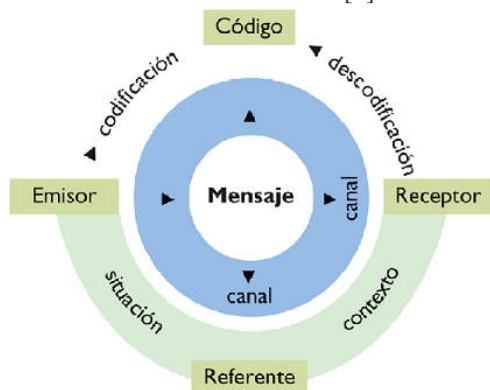 Código
codificación
descodificación
Emisor
Mensaje
canal
Receptor
canal
situación
contexto
Referente